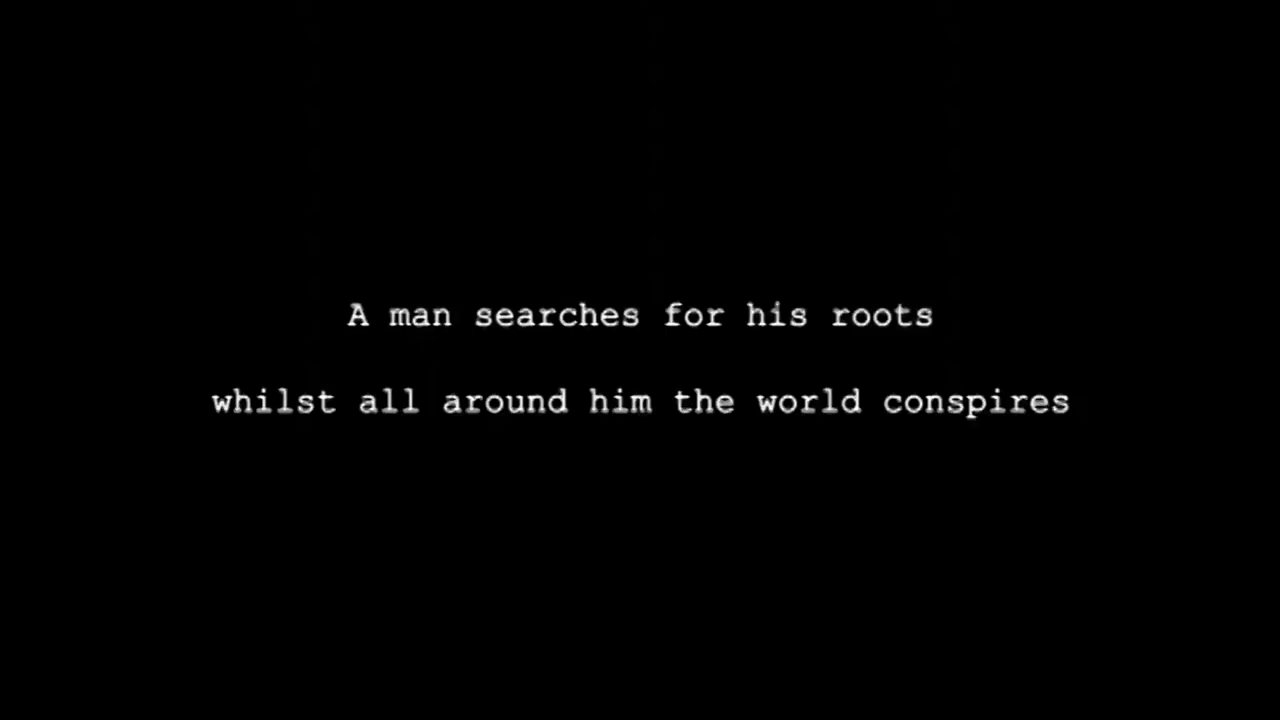 A man searches for his roots
whilst all around him the world conspires